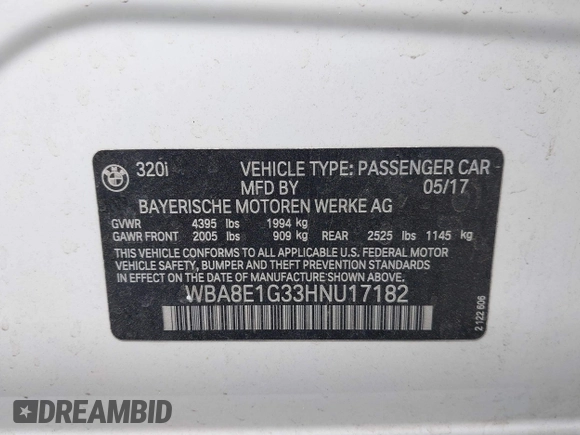 320i VEHICLE TYPE: PASSENGER CAR
MFD BY 05/17
BAYERISCHE MOTOREN WERKE AG
GVWR 4395 lbs 1994 kg
GAWR FRONT 2005 lbs 909 kg REAR 2525 lbs 1145 kg
THIS VEHICLE CONFORMS TO ALL APPLICABLE U.S. FEDERAL MOTOR
VEHICLE SAFETY, BUMPER AND THEFT PREVENTION STANDARDS
IN EFFECT ON THE DATE OF MANUFACTURE SHOWN ABOVE.
WBA8E1G33HNU17182
2 122 606
DREAMBID